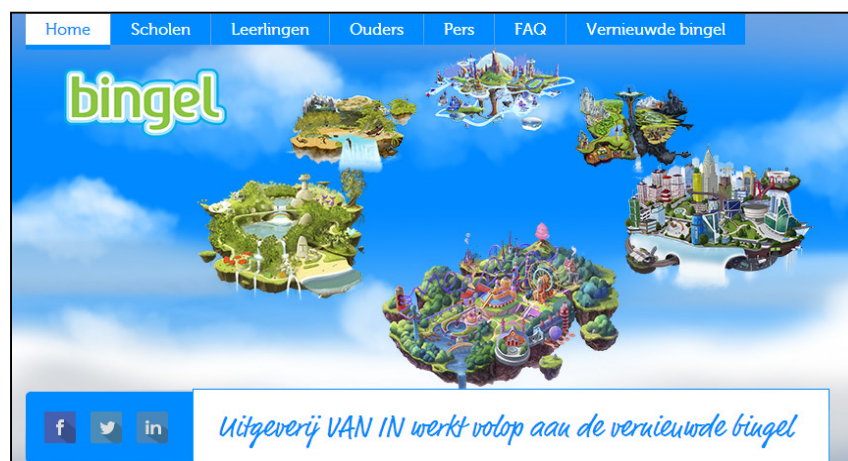 Home Scholen Leerlingen Ouders Pers FAQ Vernieuwde bingel
bingel
f in
Uitgeverij VAN IN werkt volop aan de vernieuwde bingel